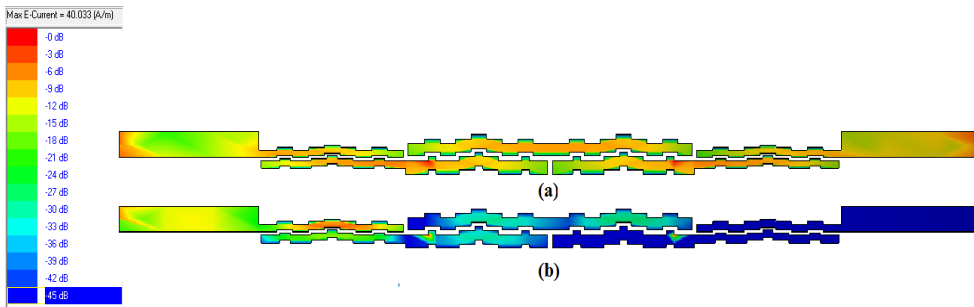 Max E-Current = 40.033 (A/m)
-0 dB
-3 dB
-6 dB
-9 dB
-12 dB
-15 dB
-18 dB
-21 dB
-24 dB
-27 dB
-30 dB
-33 dB
-36 dB
-39 dB
-42 dB
-45 dB
(a)
(b)